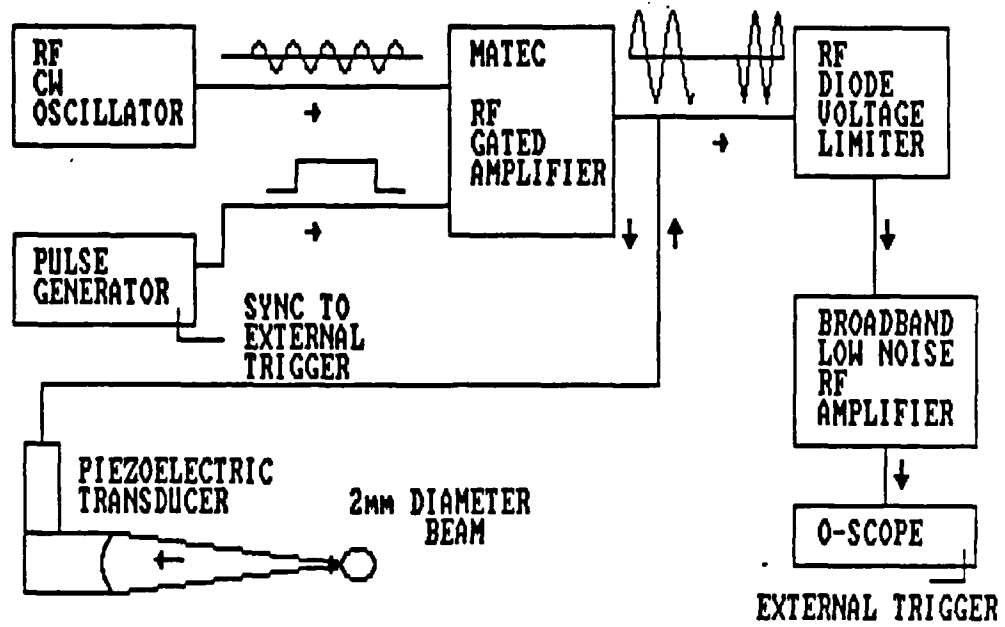 RF
CW
OSCILLATOR
MATEC
RF
GATED
AMPLIFIER
RF
DIODE
VOLTAGE
LIMITER
PULSE
GENERATOR
SYNC TO
EXTERNAL
TRIGGER
BROADBAND
LOW NOISE
RF
AMPLIFIER
PIEZOELECTRIC
TRANSDUCER
2MM DIAMETER
BEAM
O-SCOPE
EXTERNAL TRIGGER